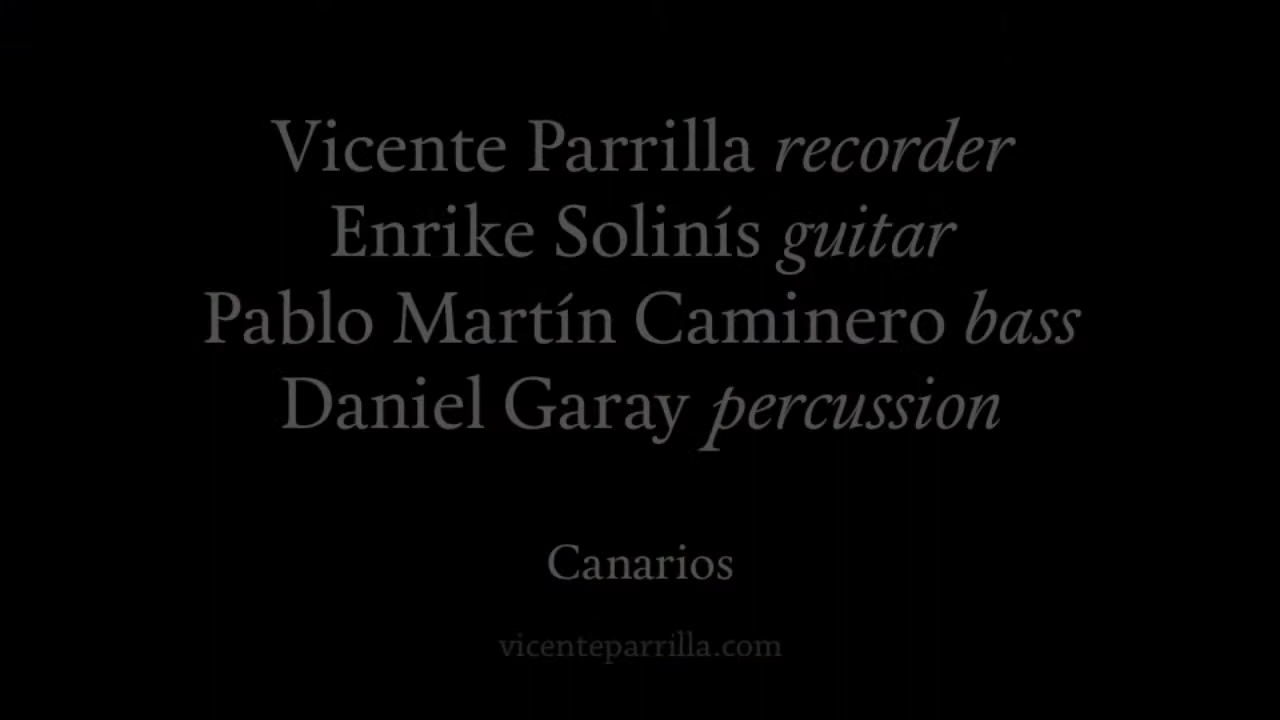 Vicente Parrilla recorder
Enrike Solinís guitar
Pablo Martín Caminero bass
Daniel Garay percussion
Canarios
vicenteparrilla.com